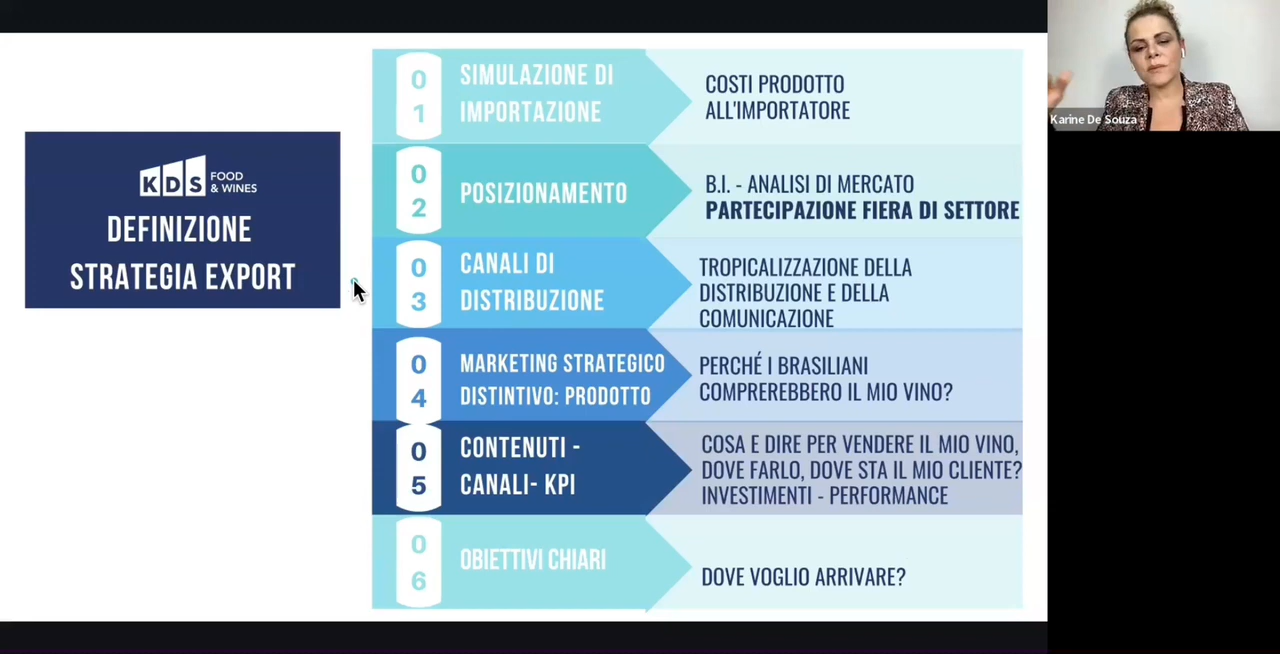 KDS FOOD
& WINES
DEFINIZIONE
STRATEGIA EXPORT
01
SIMULAZIONE DI
IMPORTAZIONE
COSTI PRODOTTO
ALL'IMPORTATORE
02
POSIZIONAMENTO
B.I. - ANALISI DI MERCATO
PARTECIPAZIONE FIERA DI SETTORE
03
CANALI DI
DISTRIBUZIONE
TROPICALIZZAZIONE DELLA
DISTRIBUZIONE E DELLA
COMUNICAZIONE
04
MARKETING STRATEGICO
DISTINTIVO: PRODOTTO
PERCHÉ I BRASILIANI
COMPREREBBERO IL MIO VINO?
05
CONTENUTI -
CANALI- KPI
COSA E DIRE PER VENDERE IL MIO VINO,
DOVE FARLO, DOVE STA IL MIO CLIENTE?
INVESTIMENTI - PERFORMANCE
06
OBIETTIVI CHIARI
DOVE VOGLIO ARRIVARE?
Karine De Souza